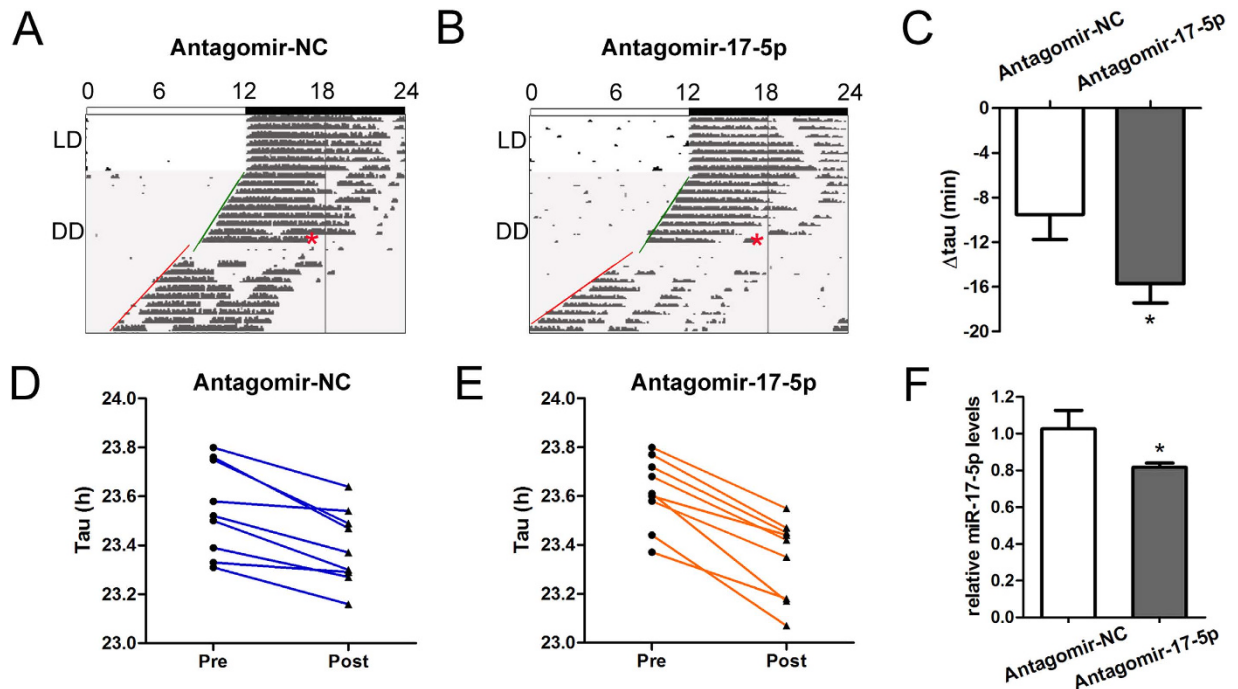 A
Antagomir-NC
0 6 12 18 24
LD
DD
*
B
Antagomir-17-5p
0 6 12 18 24
LD
DD
*
C
Antagomir-NC
Antagomir-17-5p
Δtau (min)
0
-4
-8
-12
-16
-20
*
D
Antagomir-NC
Tau (h)
24.0
23.8
23.6
23.4
23.2
23.0
Pre Post
E
Antagomir-17-5p
Tau (h)
24.0
23.8
23.6
23.4
23.2
23.0
Pre Post
F
relative miR-17-5p levels
1.2
1.0
0.8
0.6
0.4
0.2
0.0
*
Antagomir-NC
Antagomir-17-5p